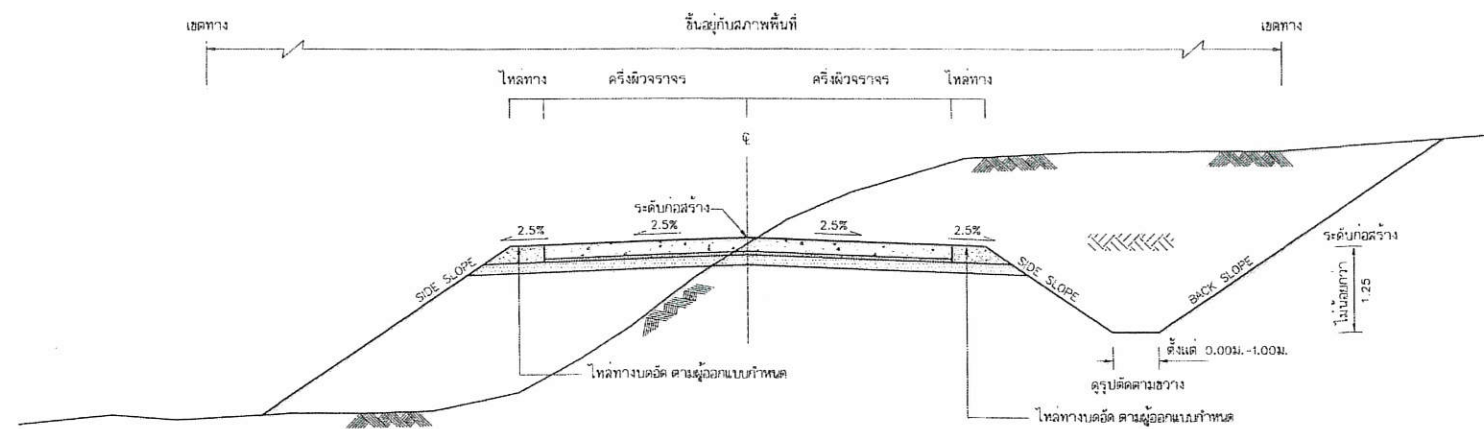 เขตทาง
ขึ้นอยู่กับสภาพพื้นที่
เขตทาง
ไหล่ทาง
ครึ่งผิวจราจร
ครึ่งผิวจราจร
ไหล่ทาง
℄
ระดับก่อสร้าง
2.5%
2.5%
2.5%
2.5%
SIDE SLOPE
SIDE SLOPE
BACK SLOPE
ระดับก่อสร้าง
ไม่น้อยกว่า
1.25
ตั้งแต่ 0.00ม.-1.00ม.
ดูรูปตัดตามขวาง
ไหล่ทางบดอัด ตามผู้ออกแบบกำหนด
ไหล่ทางบดอัด ตามผู้ออกแบบกำหนด